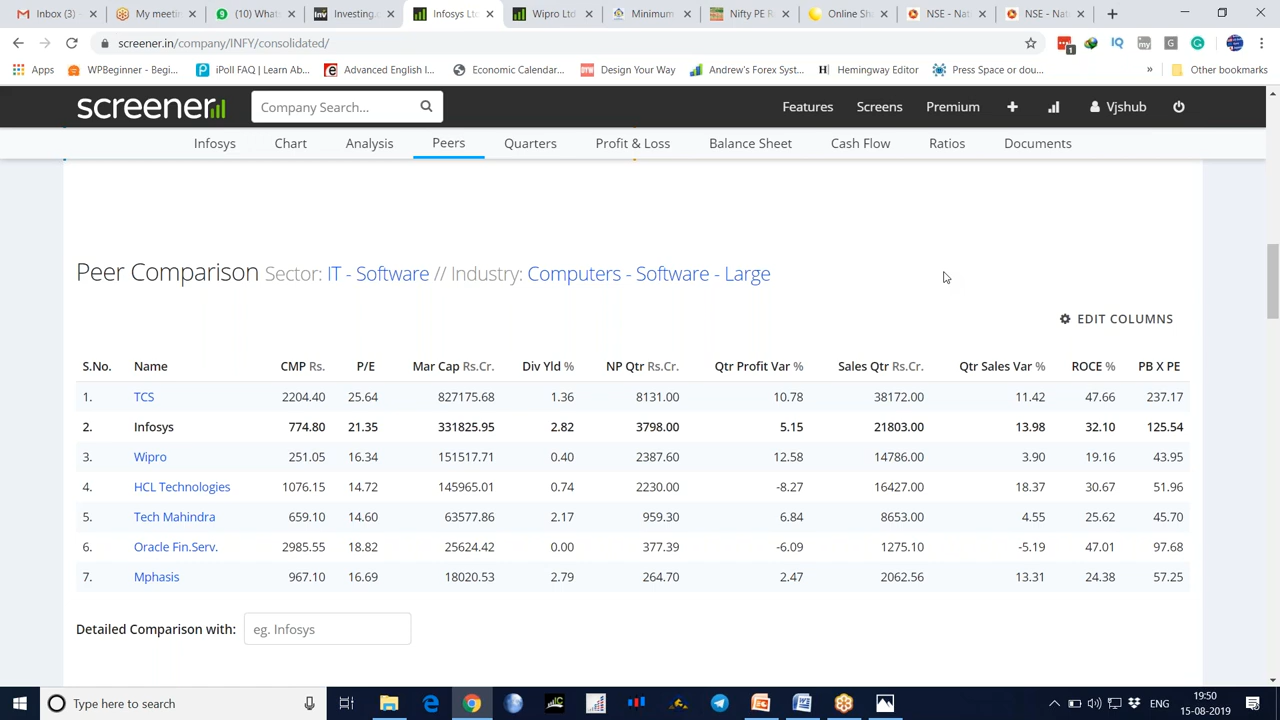 Inbox (3) - My meetin (10) Whats Investing. Infosys Lt Wipro Ltd Minimum Nifty PE R Online Sha NSE - Nati NSE - Nati
screener.in/company/INFY/consolidated/
Apps WPBeginner - Begi... iPoll FAQ | Learn Ab... Advanced English I... Economic Calendar... Design Your Way Andrew's Forex Syst... Hemingway Editor Press Space or dou... » Other bookmarks
screener Company Search... Features Screens Premium Vjshub
Infosys Chart Analysis Peers Quarters Profit & Loss Balance Sheet Cash Flow Ratios Documents
Peer Comparison Sector: IT - Software // Industry: Computers - Software - Large
EDIT COLUMNS
S.No. Name CMP Rs. P/E Mar Cap Rs.Cr. Div Yld % NP Qtr Rs.Cr. Qtr Profit Var % Sales Qtr Rs.Cr. Qtr Sales Var % ROCE % PB X PE
1. TCS 2204.40 25.64 827175.68 1.36 8131.00 10.78 38172.00 11.42 47.66 237.17
2. Infosys 774.80 21.35 331825.95 2.82 3798.00 5.15 21803.00 13.98 32.10 125.54
3. Wipro 251.05 16.34 151517.71 0.40 2387.60 12.58 14786.00 3.90 19.16 43.95
4. HCL Technologies 1076.15 14.72 145965.01 0.74 2230.00 -8.27 16427.00 18.37 30.67 51.96
5. Tech Mahindra 659.10 14.60 63577.86 2.17 959.30 6.84 8653.00 4.55 25.62 45.70
6. Oracle Fin.Serv. 2985.55 18.82 25624.42 0.00 377.39 -6.09 1275.10 -5.19 47.01 97.68
7. Mphasis 967.10 16.69 18020.53 2.79 264.70 2.47 2062.56 13.31 24.38 57.25
Detailed Comparison with: eg. Infosys
Type here to search ENG 19:50
15-08-2019